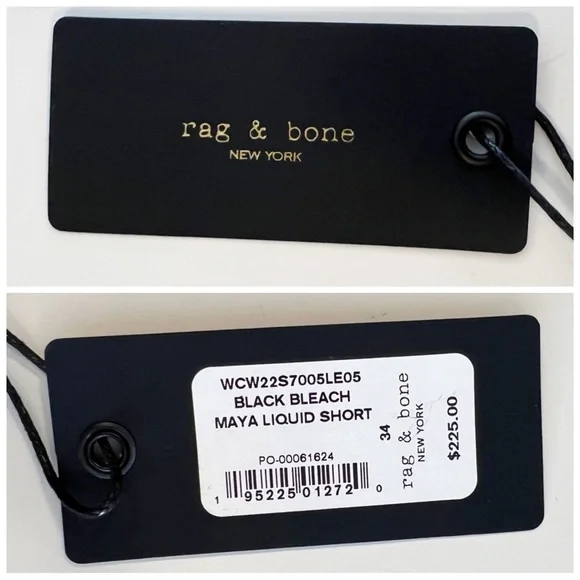 rag & bone
NEW YORK
WCW22S7005LE05
BLACK BLEACH
MAYA LIQUID SHORT
PO-00061624
1 95225 01272 0
34
rag & bone
NEW YORK
$225.00